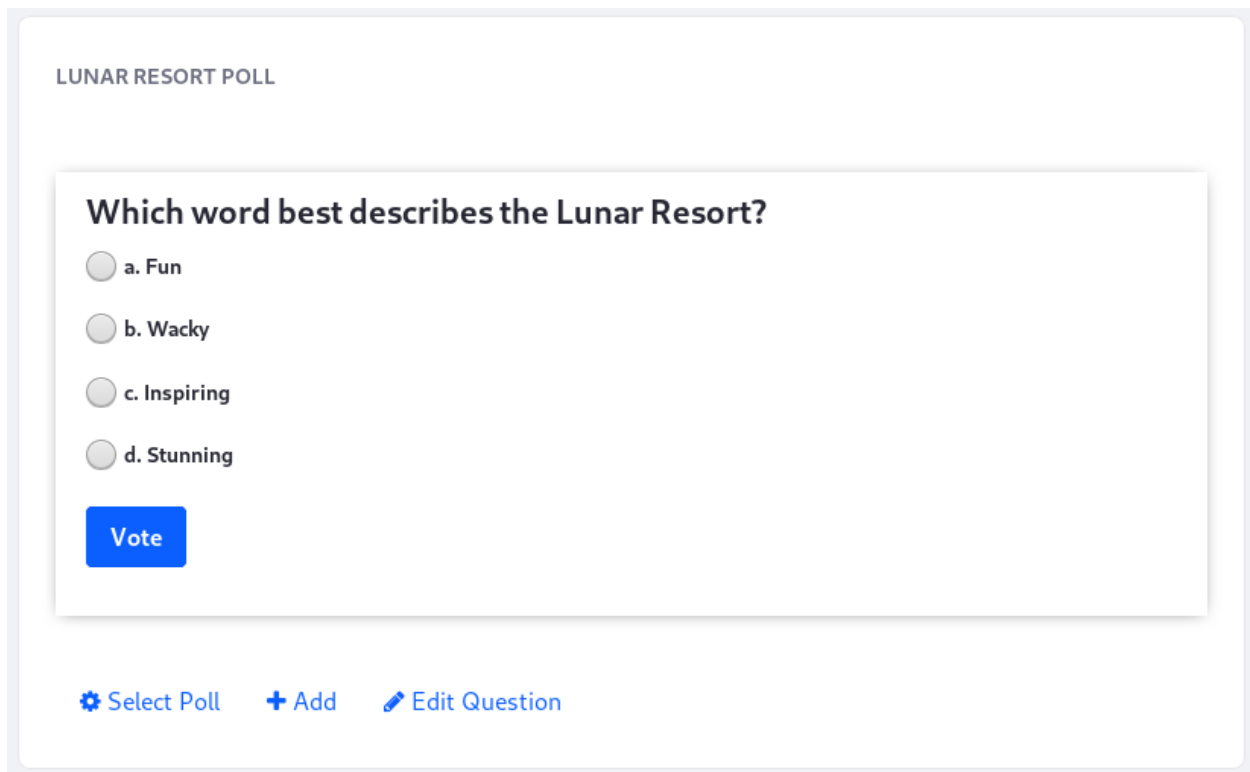 LUNAR RESORT POLL
Which word best describes the Lunar Resort?
a. Fun
b. Wacky
c. Inspiring
d. Stunning
Vote
Select Poll Add Edit Question